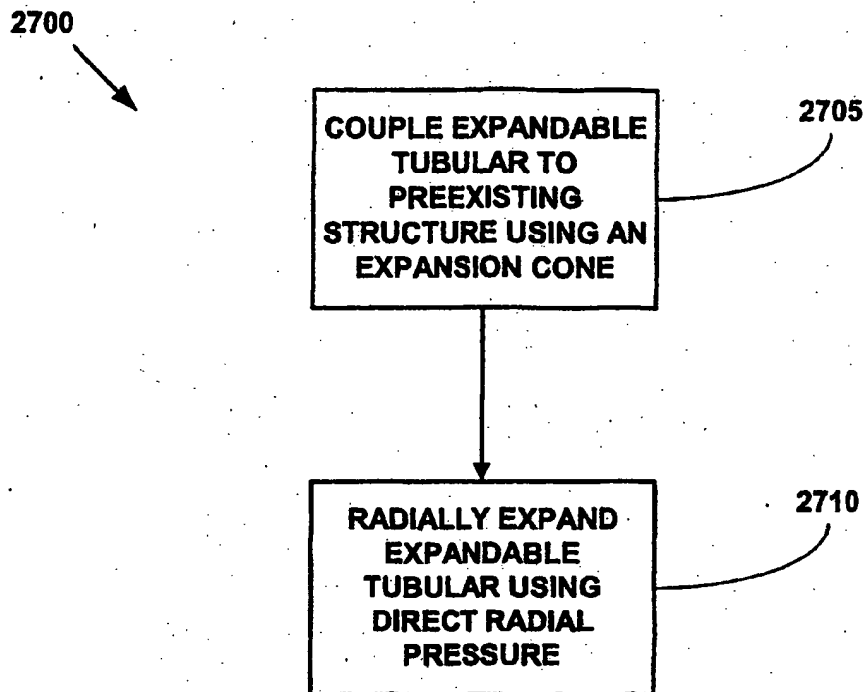 2700
COUPLE EXPANDABLE
TUBULAR TO
PREEXISTING
STRUCTURE USING AN
EXPANSION CONE
2705
RADIALLY EXPAND
EXPANDABLE
TUBULAR USING
DIRECT RADIAL
PRESSURE
2710